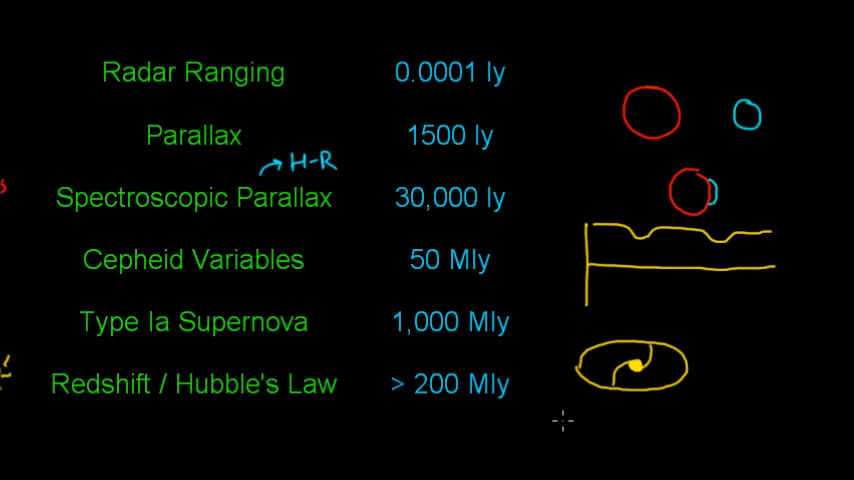 Radar Ranging 0.0001 ly
Parallax 1500 ly
H-R
Spectroscopic Parallax 30,000 ly
Cepheid Variables 50 Mly
Type Ia Supernova 1,000 Mly
Redshift / Hubble's Law > 200 Mly